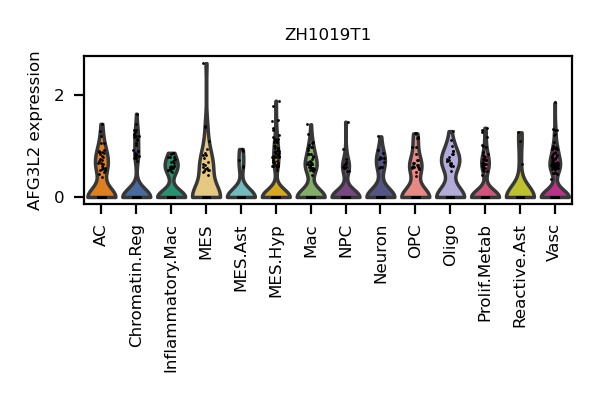 ZH1019T1
AFG3L2 expression
2
0
AC
Chromatin.Reg
Inflammatory.Mac
MES
MES.Ast
MES.Hyp
Mac
NPC
Neuron
OPC
Oligo
Prolif.Metab
Reactive.Ast
Vasc